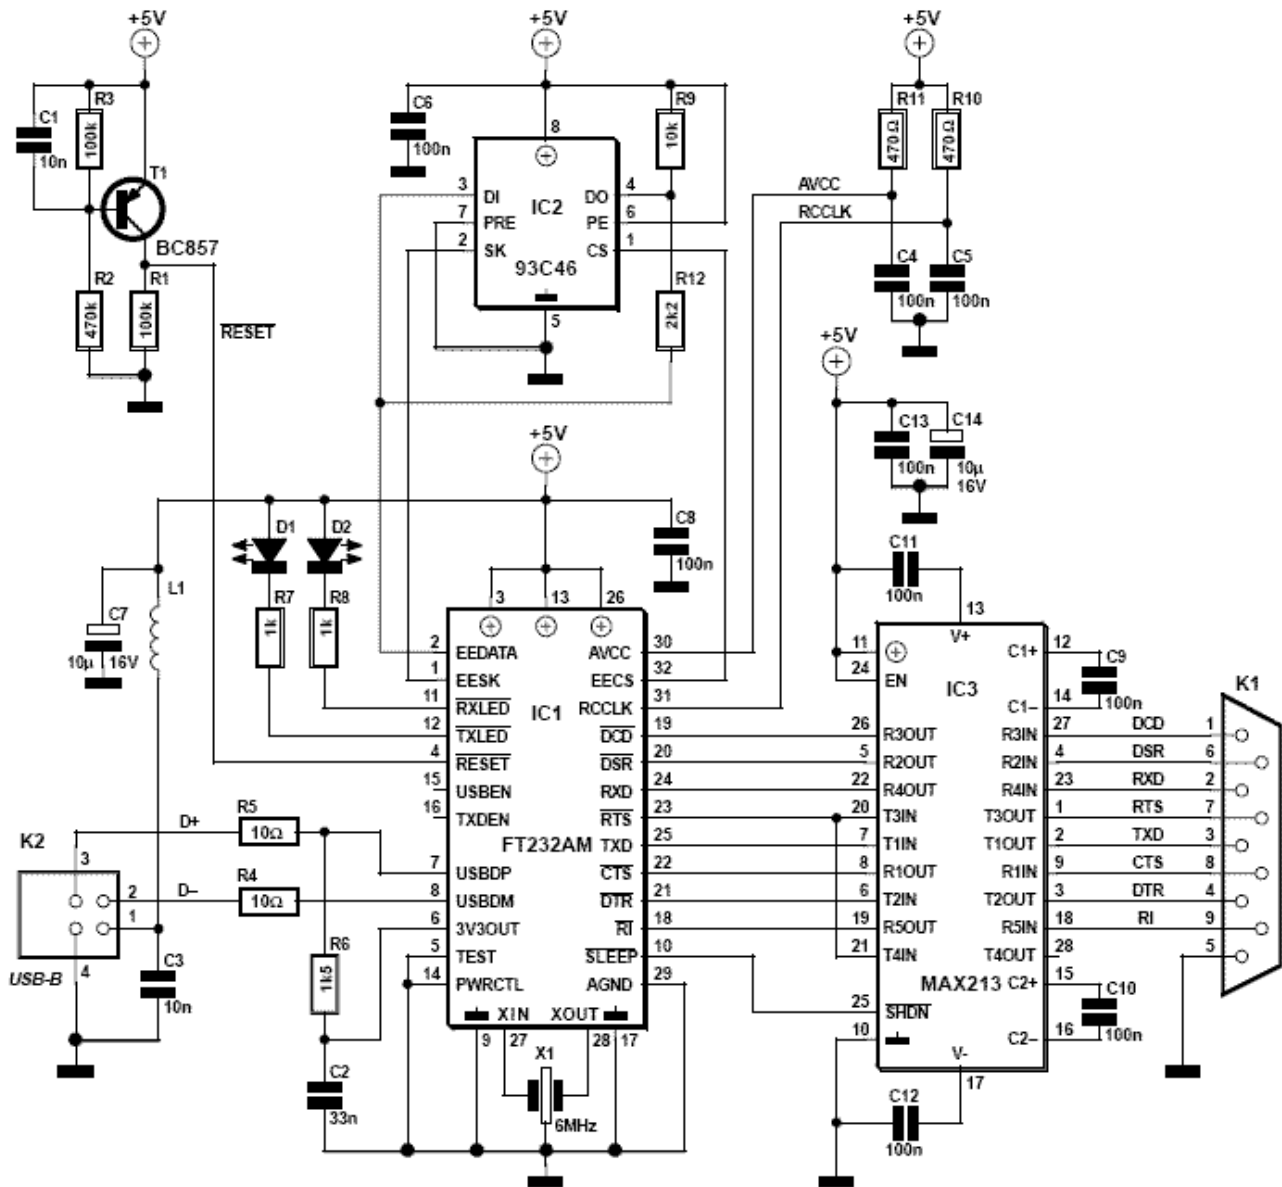 +5V
+5V
+5V
R3
C1
100k
10n
T1
BC857
R2
R1
470k
100k
RESET
C6
100n
8
R9
10k
3
DI
IC2
DO
4
7
PRE
PE
6
2
SK
CS
1
93C46
5
R12
2k2
R11
R10
470Ω
470Ω
AVCC
RCCLK
C4
C5
100n
100n
+5V
C13
C14
100n
10µ
16V
+5V
D1
D2
C8
100n
C11
100n
L1
C7
10µ
16V
R7
R8
1k
1k
3
13
26
2
EEDATA
AVCC
30
1
EESK
EECS
32
11
RXLED
IC1
RCCLK
31
12
TXLED
DCD
19
4
RESET
DSR
20
15
USBEN
RXD
24
16
TXDEN
RTS
23
FT232AM
TXD
25
7
USBDP
CTS
22
8
USBDM
DTR
21
6
3V3OUT
RI
18
5
TEST
SLEEP
10
14
PWRCTL
AGND
29
XIN
XOUT
9
27
28
17
X1
6MHz
R5
D+
10Ω
R4
D–
10Ω
K2
3
2
1
4
USB-B
C3
10n
R6
1k5
C2
33n
13
V+
11
C1+
12
24
EN
IC3
C9
100n
C1–
14
26
R3OUT
R3IN
27
DCD
1
5
R2OUT
R2IN
4
DSR
6
22
R4OUT
R4IN
23
RXD
2
20
T3IN
T3OUT
1
RTS
7
7
T1IN
T1OUT
2
TXD
3
8
R1OUT
R1IN
9
CTS
8
6
T2IN
T2OUT
3
DTR
4
19
R5OUT
R5IN
18
RI
9
21
T4IN
T4OUT
28
5
MAX213
C2+
15
25
SHDN
C10
100n
10
C2–
16
V-
17
C12
100n
K1